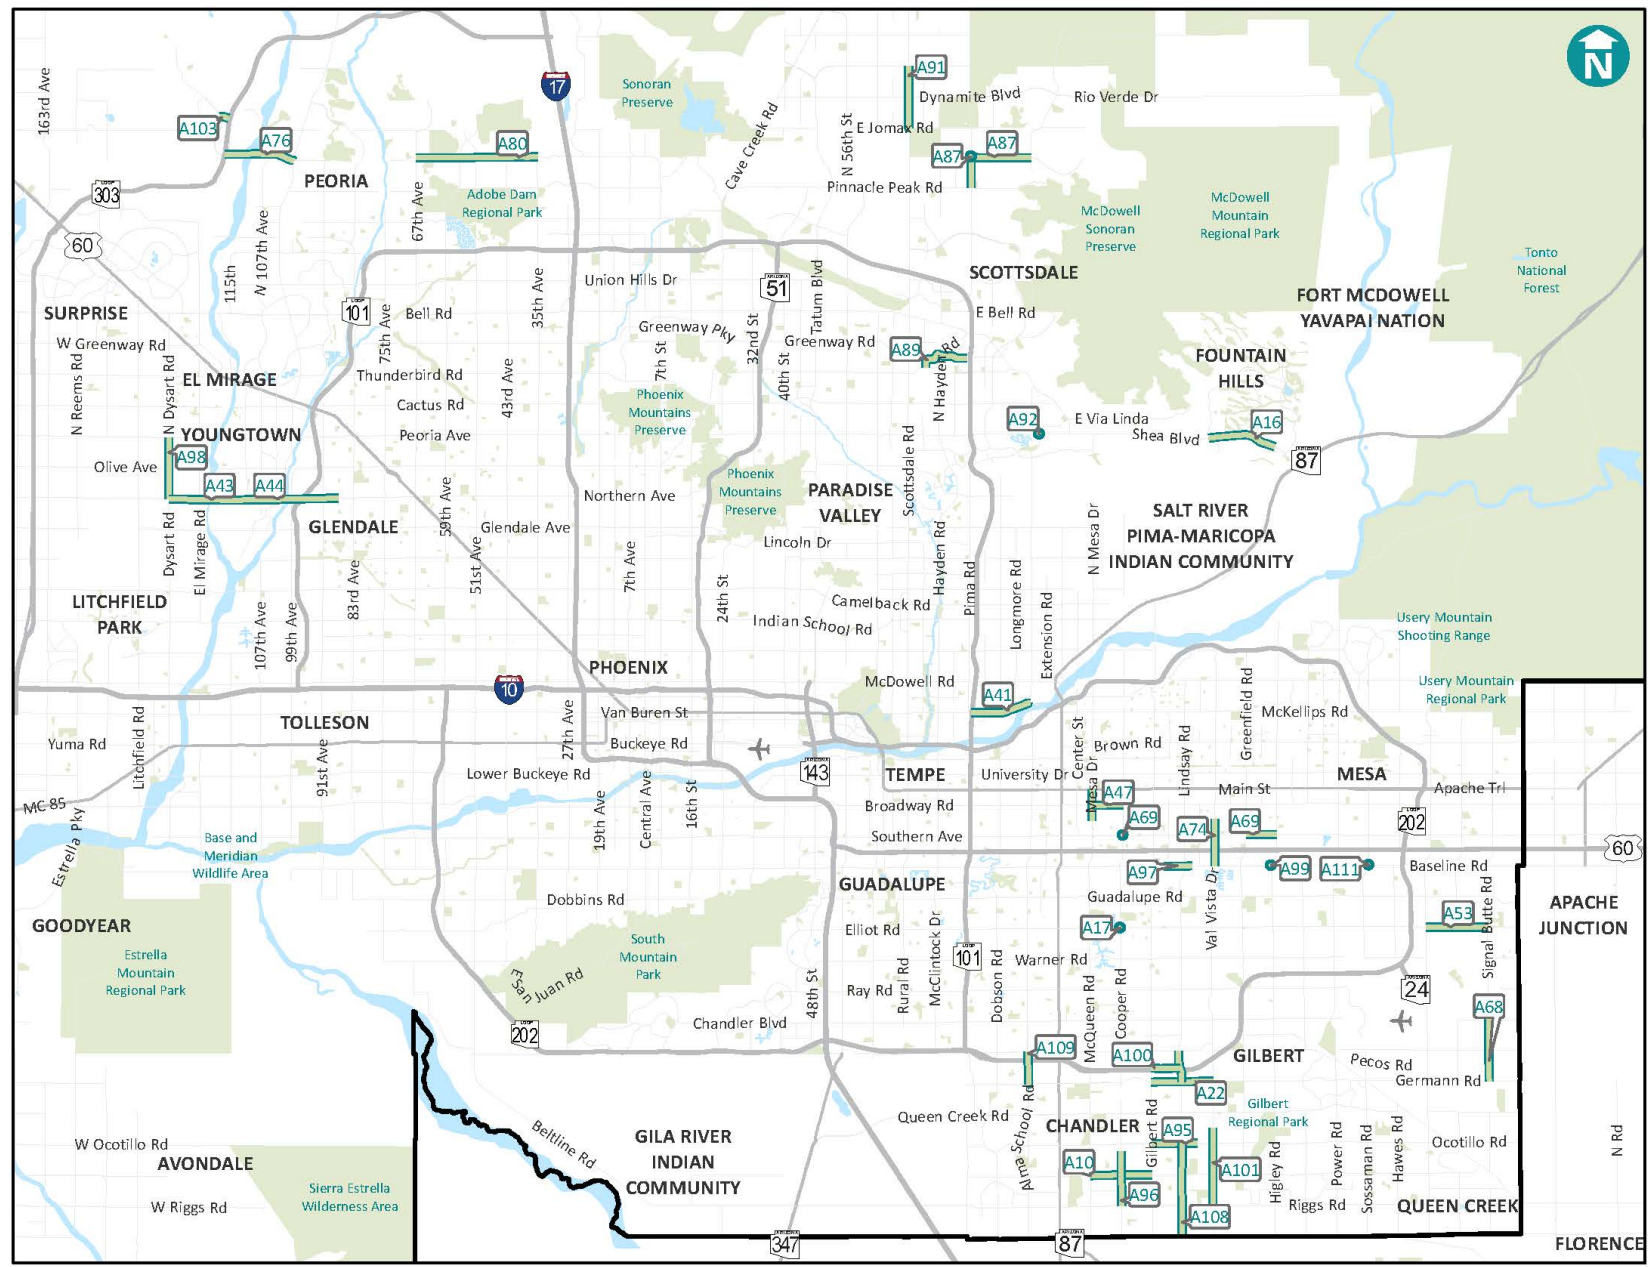 N
163rd Ave
17
Sonoran
Preserve
A91
Dynamite Blvd
Rio Verde Dr
A103
A76
A80
Cave Creek Rd
N 56th St
E Jomax Rd
A87
A87
Pinnacle Peak Rd
PEORIA
303
67th Ave
Adobe Dam
Regional Park
McDowell
Sonoran
Preserve
McDowell
Mountain
Regional Park
60
N 107th Ave
115th
Tonto
National
Forest
SCOTTSDALE
35th Ave
Union Hills Dr
ARIZONA
51
Tatum Blvd
FORT MCDOWELL
YAVAPAI NATION
SURPRISE
LOOP
101
Bell Rd
E Bell Rd
75th Ave
Greenway Pky
32nd St
Greenway Rd
W Greenway Rd
7th St
A89
N Hayden Rd
FOUNTAIN
HILLS
N Reems Rd
N Dysart Rd
EL MIRAGE
Thunderbird Rd
43rd Ave
40th St
Cactus Rd
Phoenix
Mountains
Preserve
A92
E Via Linda
Shea Blvd
A16
YOUNGTOWN
Peoria Ave
Scottsdale Rd
87
Olive Ave
A98
A43
A44
59th Ave
Northern Ave
Phoenix
Mountains
Preserve
PARADISE
VALLEY
GLENDALE
Glendale Ave
Lincoln Dr
SALT RIVER
PIMA-MARICOPA
INDIAN COMMUNITY
N Mesa Dr
Dysart Rd
El Mirage Rd
51st Ave
7th Ave
24th St
Hayden Rd
Pima Rd
Longmore Rd
Extension Rd
83rd Ave
LITCHFIELD
PARK
Camelback Rd
Indian School Rd
107th Ave
99th Ave
Usery Mountain
Shooting Range
PHOENIX
10
McDowell Rd
A41
Greenfield Rd
Usery Mountain
Regional Park
Litchfield Rd
TOLLESON
27th Ave
Van Buren St
McKellips Rd
Yuma Rd
91st Ave
Buckeye Rd
Center St
Brown Rd
Lindsay Rd
Lower Buckeye Rd
143
TEMPE
University Dr
Mesa Dr
MESA
MC 85
A47
Main St
Apache Trl
Estrella Pky
19th Ave
Central Ave
16th St
Broadway Rd
A69
A74
A69
202
Southern Ave
Base and
Meridian
Wildlife Area
60
A97
A99
A111
Baseline Rd
GUADALUPE
Guadalupe Rd
Val Vista Dr
Dobbins Rd
GOODYEAR
APACHE
JUNCTION
A53
Signal Butte Rd
Elliot Rd
A17
McClintock Dr
South
Mountain
Park
Estrella
Mountain
Regional Park
LOOP
101
Warner Rd
E San Juan Rd
48th St
Ray Rd
Rural Rd
Dobson Rd
McQueen Rd
Cooper Rd
24
A68
Chandler Blvd
LOOP
202
A109
A100
GILBERT
Pecos Rd
Germann Rd
A22
Queen Creek Rd
Alma School Rd
CHANDLER
Gilbert Rd
Gilbert
Regional Park
A95
Beltline Rd
GILA RIVER
INDIAN
COMMUNITY
W Ocotillo Rd
AVONDALE
A10
A101
Higley Rd
Power Rd
Sossaman Rd
Hawes Rd
Ocotillo Rd
N Rd
A96
W Riggs Rd
Sierra Estrella
Wilderness Area
A108
Riggs Rd
QUEEN CREEK
347
87
FLORENCE